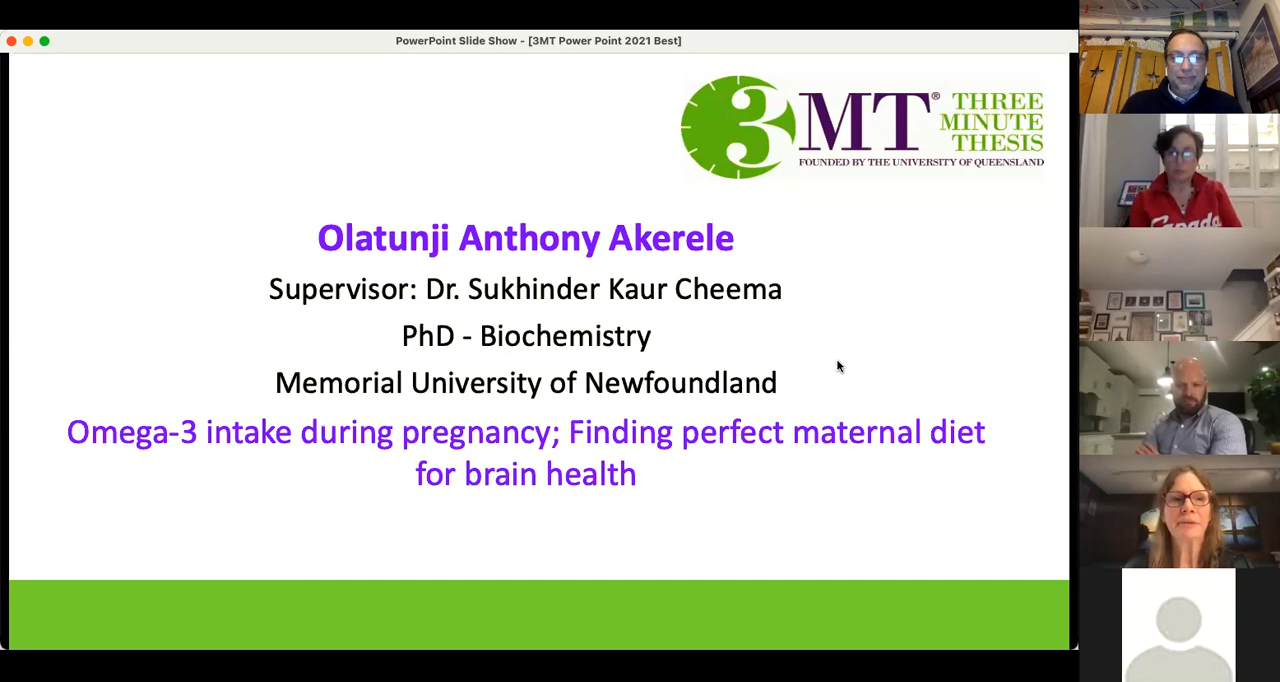 PowerPoint Slide Show - [3MT Power Point 2021 Best]
3MT® THREE
MINUTE
THESIS
FOUNDED BY THE UNIVERSITY OF QUEENSLAND
Olatunji Anthony Akerele
Supervisor: Dr. Sukhinder Kaur Cheema
PhD - Biochemistry
Memorial University of Newfoundland
Omega-3 intake during pregnancy; Finding perfect maternal diet
for brain health
Canada